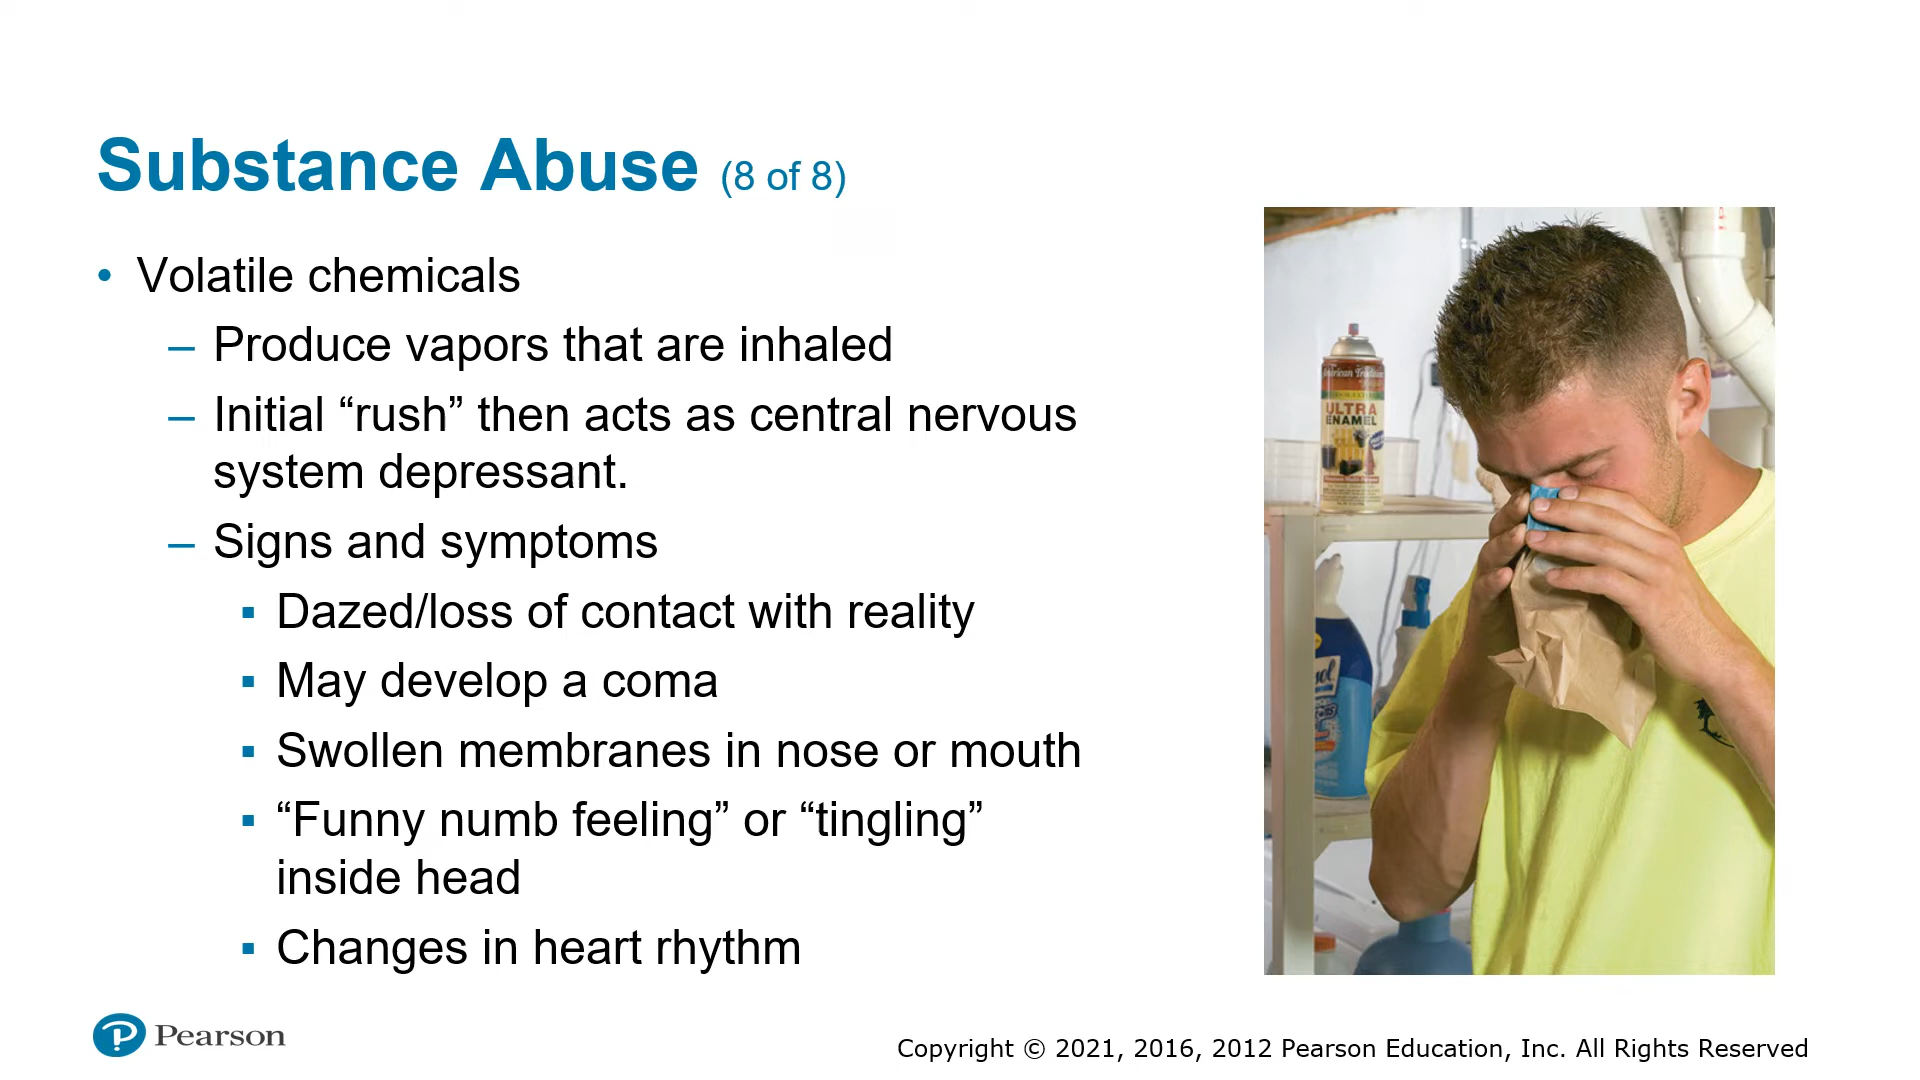 Substance Abuse (8 of 8)
• Volatile chemicals
– Produce vapors that are inhaled
– Initial “rush” then acts as central nervous
system depressant.
– Signs and symptoms
▪ Dazed/loss of contact with reality
▪ May develop a coma
▪ Swollen membranes in nose or mouth
▪ “Funny numb feeling” or “tingling”
inside head
▪ Changes in heart rhythm
ULTRA
ENAMEL
Pearson
Copyright © 2021, 2016, 2012 Pearson Education, Inc. All Rights Reserved